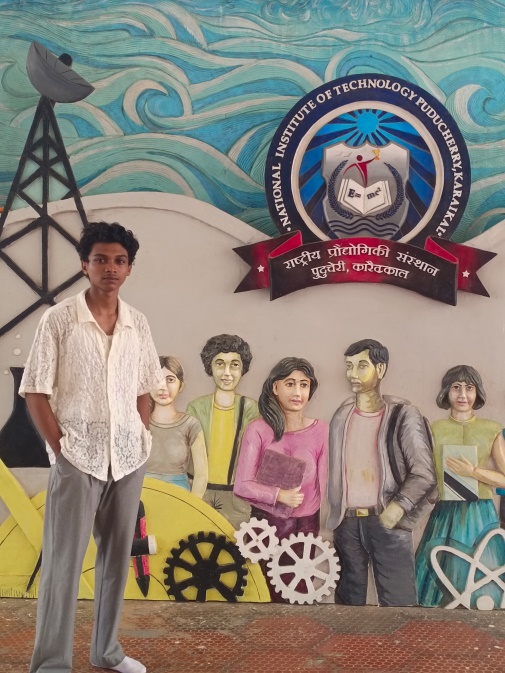 NATIONAL INSTITUTE OF TECHNOLOGY PUDUCHERRY, KARAIKAL
E=mc²
राष्ट्रीय प्रौद्योगिकी संस्थान
पुदुचेरी, कारैक्काल